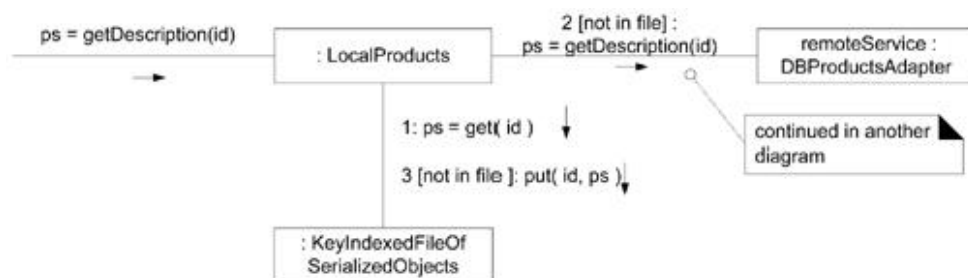 2 [not in file] :
ps = getDescription(id)
ps = getDescription(id)
: LocalProducts
remoteService :
DBProductsAdapter
1: ps = get( id )
continued in another
diagram
3 [not in file ]: put( id, ps )
: KeyIndexedFileOf
SerializedObjects